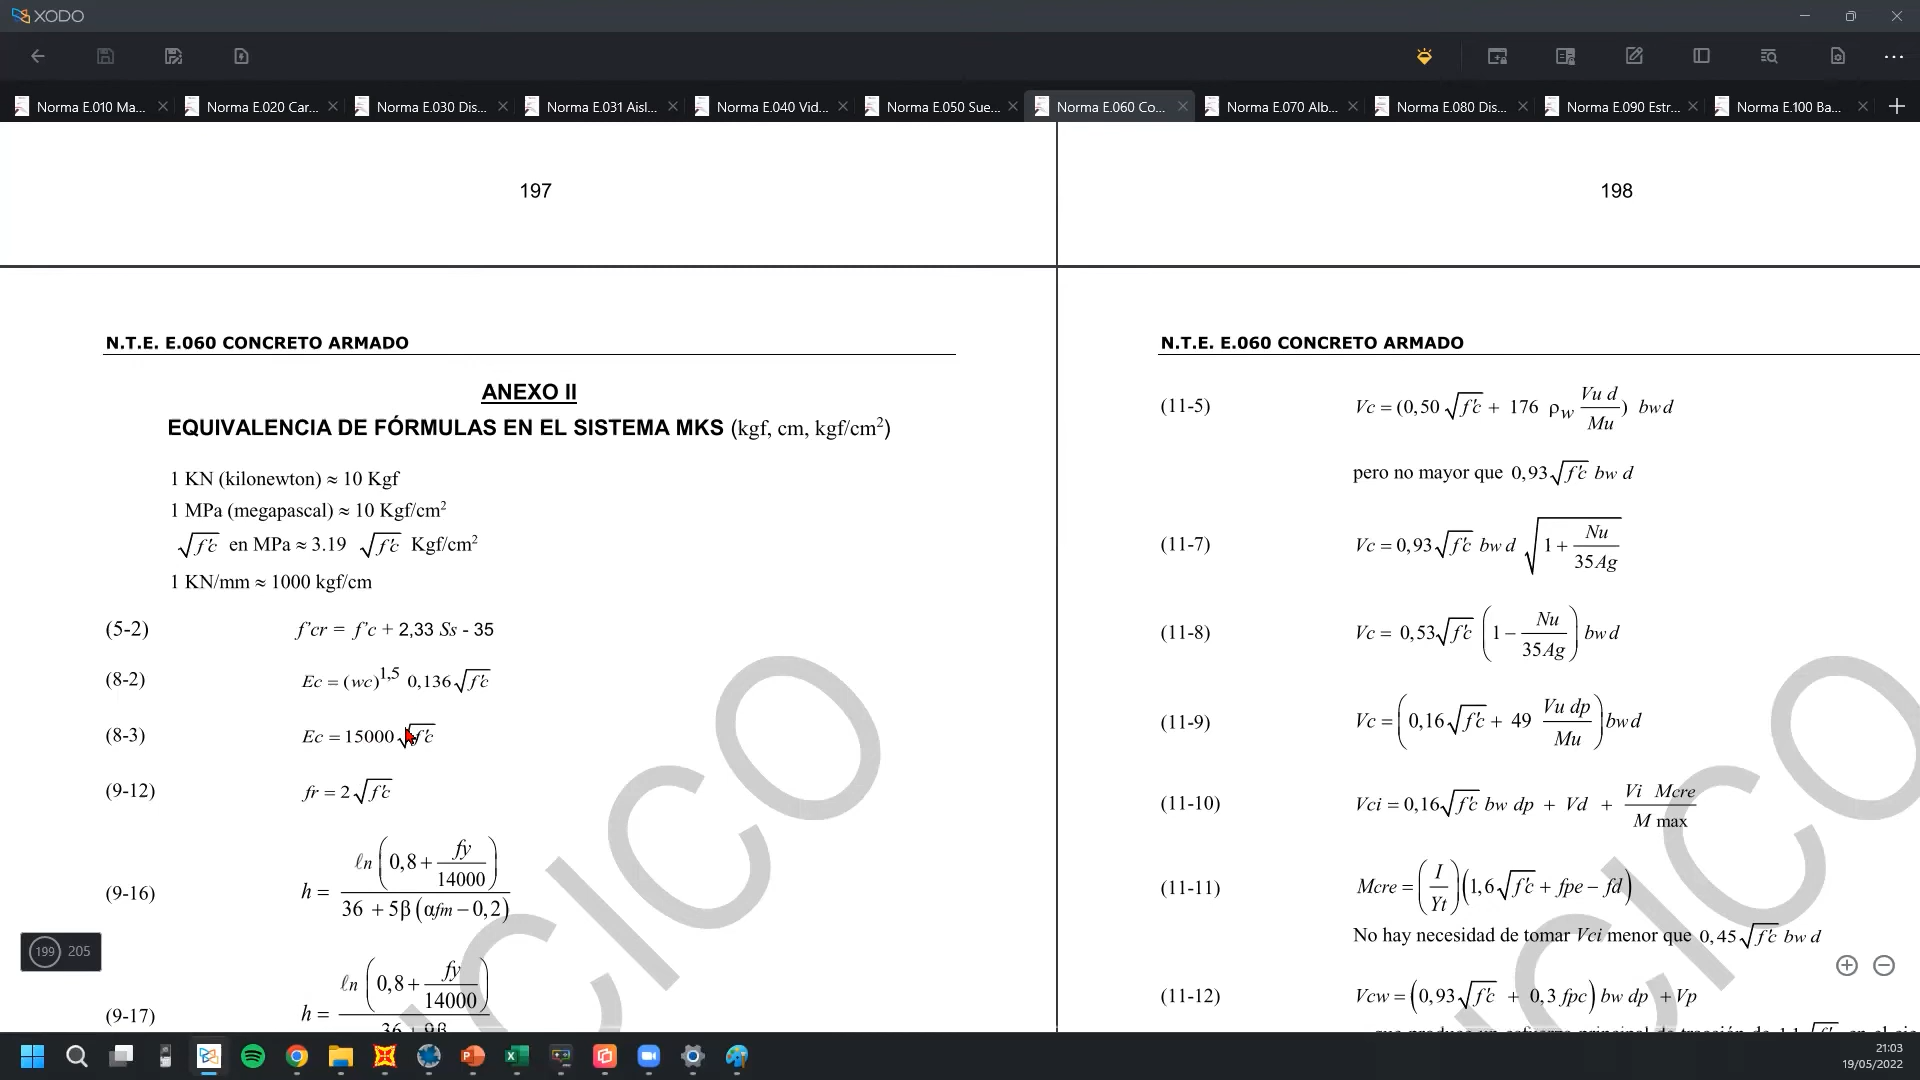 XODO
Norma E.010 Ma...
Norma E.020 Car...
Norma E.030 Dis...
Norma E.031 Aisl...
Norma E.040 Vid...
Norma E.050 Sue...
Norma E.060 Co...
Norma E.070 Alb...
Norma E.080 Dis...
Norma E.090 Estr...
Norma E.100 Ba...
197
N.T.E. E.060 CONCRETO ARMADO
ANEXO II
EQUIVALENCIA DE FÓRMULAS EN EL SISTEMA MKS (kgf, cm, kgf/cm²)
1 KN (kilonewton) ≈ 10 Kgf
1 MPa (megapascal) ≈ 10 Kgf/cm²
√f'c en MPa ≈ 3.19 √f'c Kgf/cm²
1 KN/mm ≈ 1000 kgf/cm
(5-2) f'cr = f'c + 2,33 Ss - 35
(8-2) Ec = (wc)^1,5 0,136√f'c
(8-3) Ec = 15000√f'c
(9-12) fr = 2√f'c
(9-16) h = ℓn(0,8 + fy/14000) / 36 + 5β(αfm − 0,2)
(9-17) h = ℓn(0,8 + fy/14000) / 36 + 9β
198
N.T.E. E.060 CONCRETO ARMADO
(11-5) Vc = (0,50√f'c + 176 ρw Vu d/Mu) bw d
pero no mayor que 0,93√f'c bw d
(11-7) Vc = 0,93√f'c bw d √(1 + Nu/35Ag)
(11-8) Vc = 0,53√f'c (1 − Nu/35Ag) bw d
(11-9) Vc = (0,16√f'c + 49 Vu dp/Mu) bw d
(11-10) Vci = 0,16√f'c bw dp + Vd + Vi Mcre/M max
(11-11) Mcre = (I/Yt)(1,6√f'c + fpe − fd)
No hay necesidad de tomar Vci menor que 0,45√f'c bw d
(11-12) Vcw = (0,93√f'c + 0,3 fpc) bw dp + Vp
199 205
21:03
19/05/2022